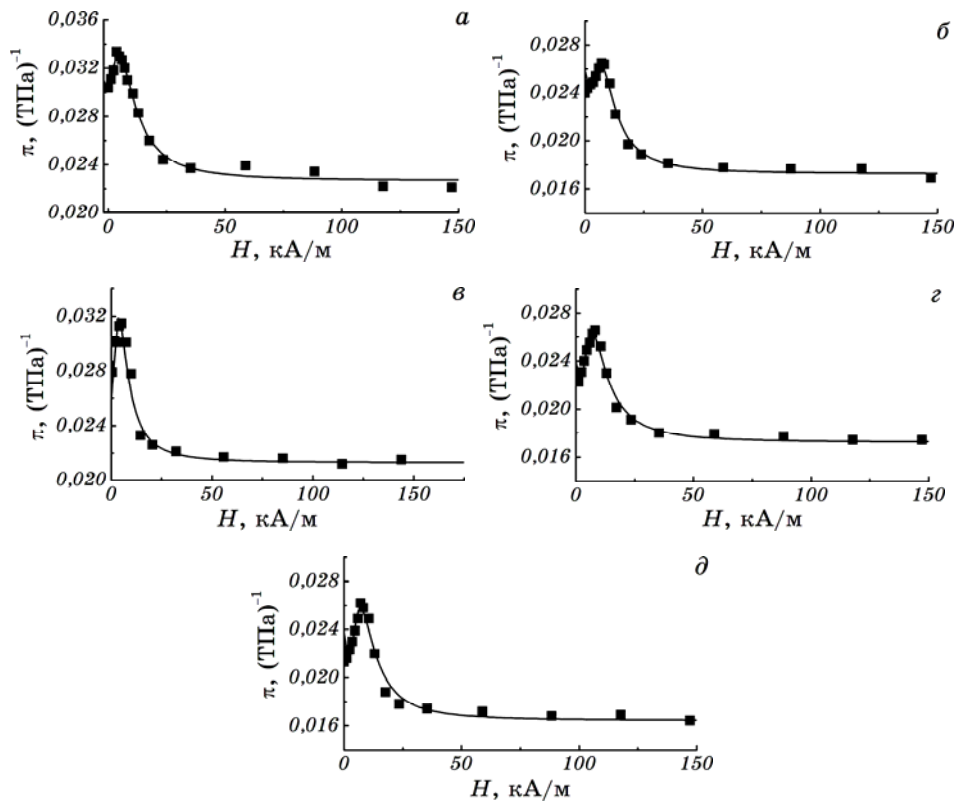 а
0,036
0,032
0,028
0,024
0,020
π, (ТПа)⁻¹
0 50 100 150
H, кА/м
б
0,028
0,024
0,020
0,016
π, (ТПа)⁻¹
0 50 100 150
H, кА/м
в
0,032
0,028
0,024
0,020
π, (ТПа)⁻¹
0 50 100 150
H, кА/м
г
0,028
0,024
0,020
0,016
π, (ТПа)⁻¹
0 50 100 150
H, кА/м
д
0,028
0,024
0,020
0,016
π, (ТПа)⁻¹
0 50 100 150
H, кА/м